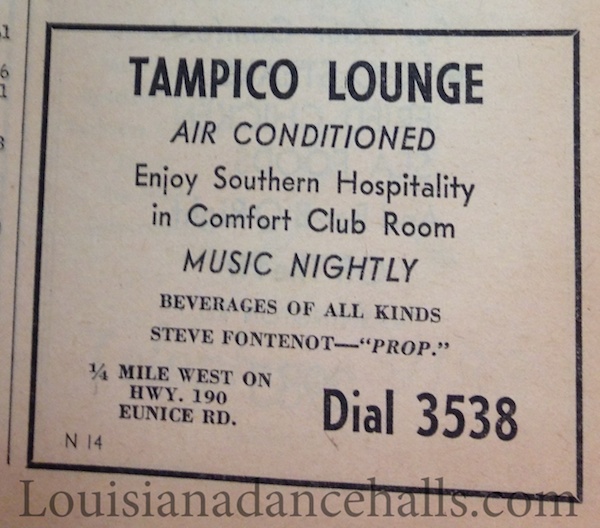 TAMPICO LOUNGE
AIR CONDITIONED
Enjoy Southern Hospitality
in Comfort Club Room
MUSIC NIGHTLY
BEVERAGES OF ALL KINDS
STEVE FONTENOT—"PROP."
¼ MILE WEST ON
HWY. 190
EUNICE RD.
Dial 3538
N 14
Louisianadancehalls.com